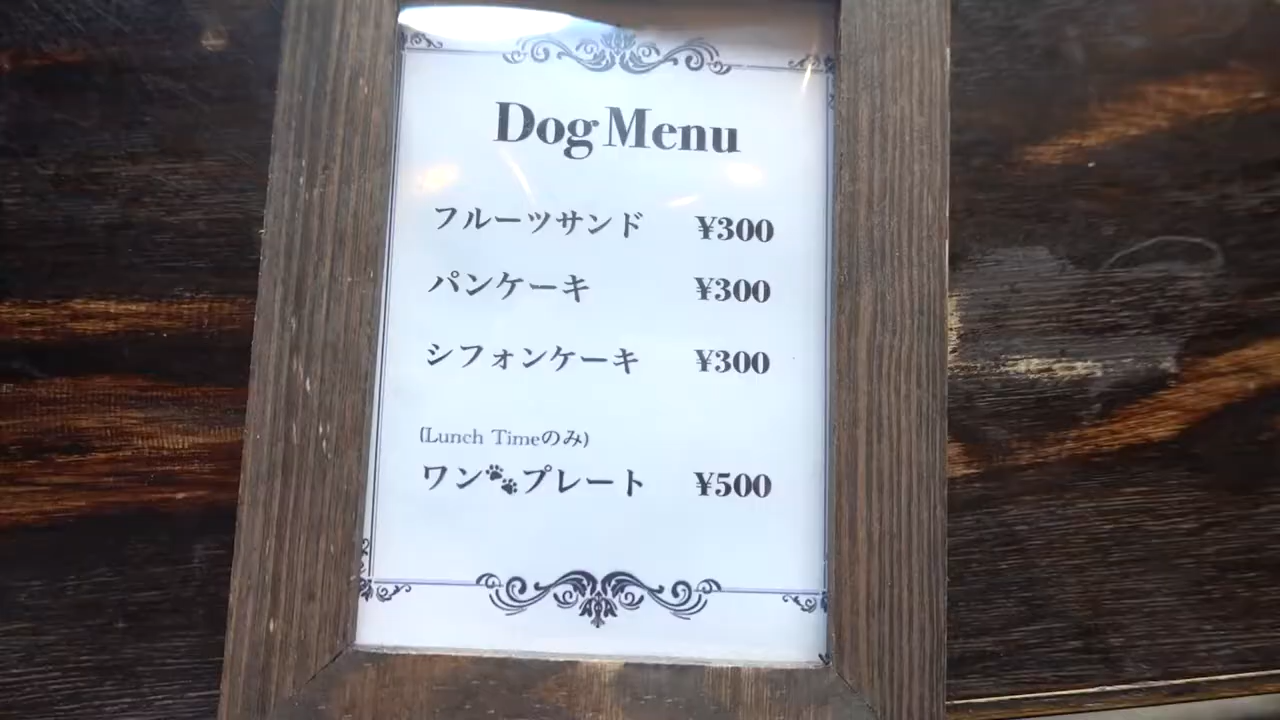 Dog Menu
フルーツサンド ¥300
パンケーキ ¥300
シフォンケーキ ¥300
(Lunch Timeのみ)
ワン🐾プレート ¥500